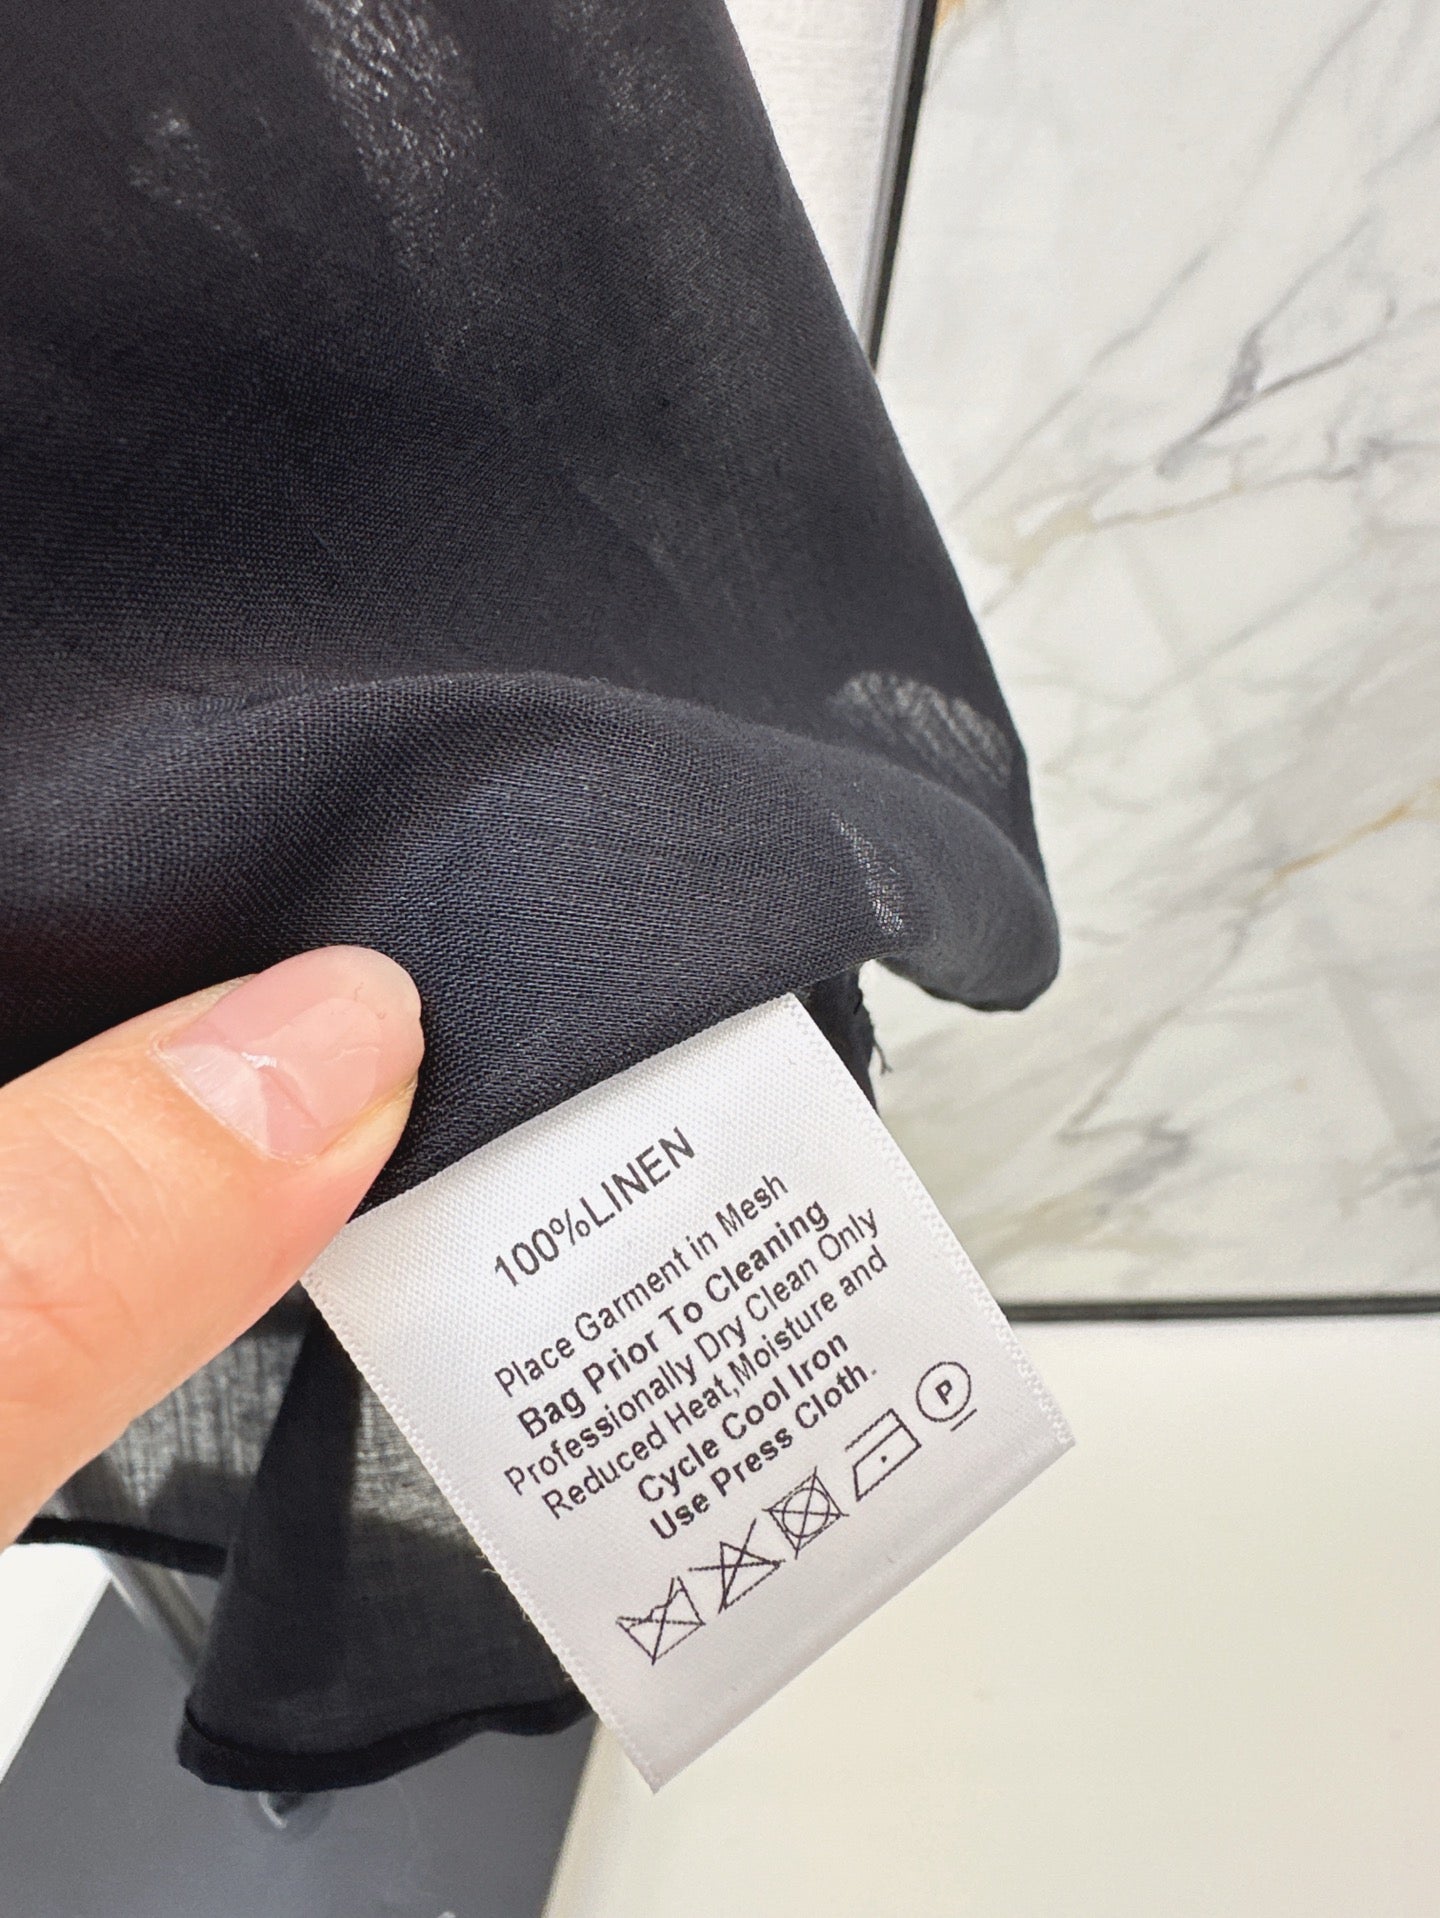 100%LINEN
Place Garment in Mesh
Bag Prior To Cleaning
Professionally Dry Clean Only
Reduced Heat,Moisture and
Cycle Cool Iron
Use Press Cloth.
P